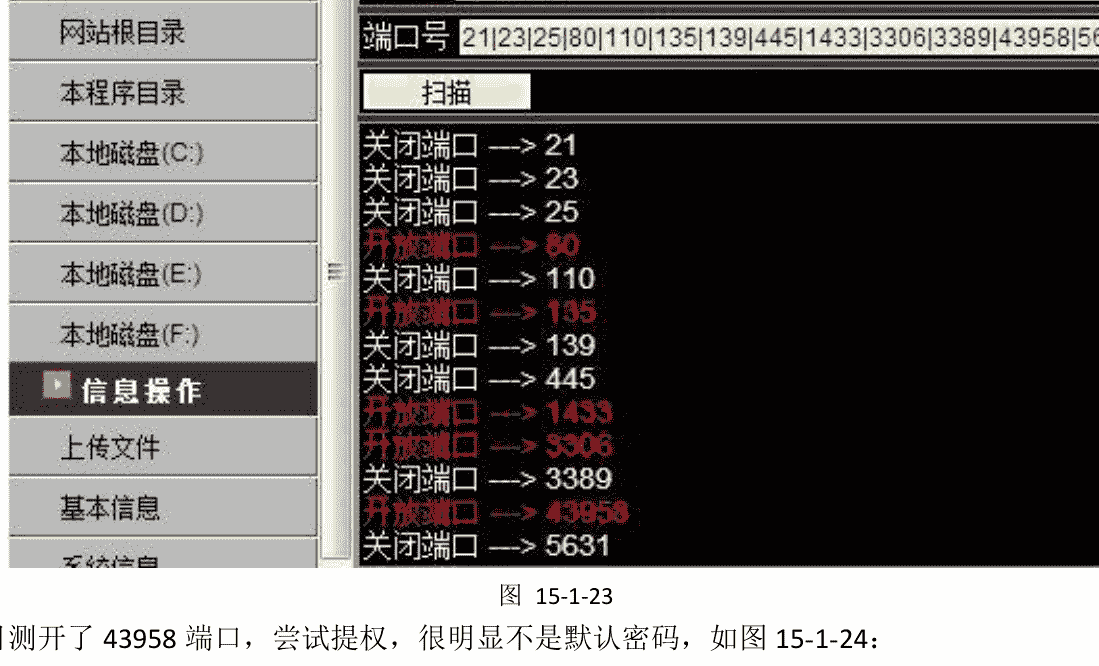 网站根目录
本程序目录
本地磁盘(C:)
本地磁盘(D:)
本地磁盘(E:)
本地磁盘(F:)
信息操作
上传文件
基本信息
系统信息
端口号 21|23|25|80|110|135|139|445|1433|3306|3389|43958|56
扫描
关闭端口 ---> 21
关闭端口 ---> 23
关闭端口 ---> 25
开放端口 ---> 80
关闭端口 ---> 110
开放端口 ---> 135
关闭端口 ---> 139
关闭端口 ---> 445
开放端口 ---> 1433
开放端口 ---> 3306
关闭端口 ---> 3389
开放端口 ---> 43958
关闭端口 ---> 5631
图 15-1-23
测开了 43958 端口，尝试提权，很明显不是默认密码，如图 15-1-24：